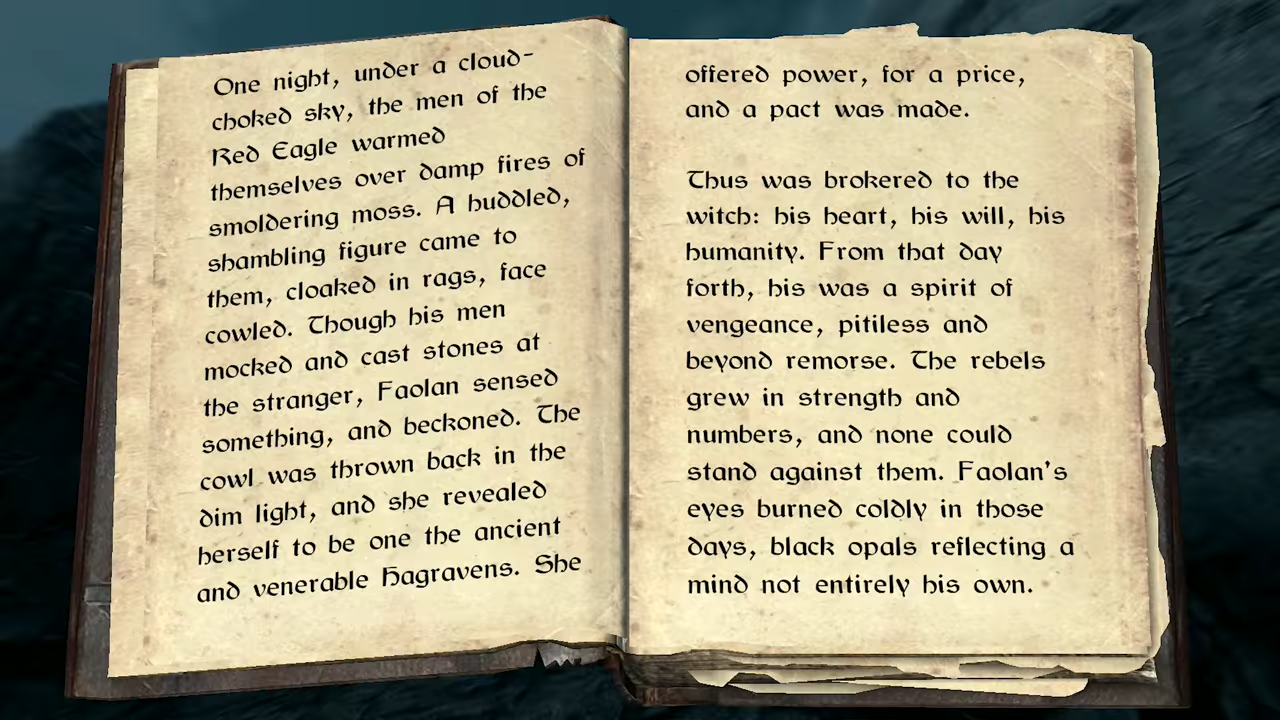 One night, under a cloud-
choked sky, the men of the
Red Eagle warmed
themselves over damp fires of
smoldering moss. A huddled,
shambling figure came to
them, cloaked in rags, face
cowled. Though his men
mocked and cast stones at
the stranger, Faolan sensed
something, and beckoned. The
cowl was thrown back in the
dim light, and she revealed
herself to be one the ancient
and venerable Hagravens. She
offered power, for a price,
and a pact was made.
Thus was brokered to the
witch: his heart, his will, his
humanity. From that day
forth, his was a spirit of
vengeance, pitiless and
beyond remorse. The rebels
grew in strength and
numbers, and none could
stand against them. Faolan's
eyes burned coldly in those
days, black opals reflecting a
mind not entirely his own.